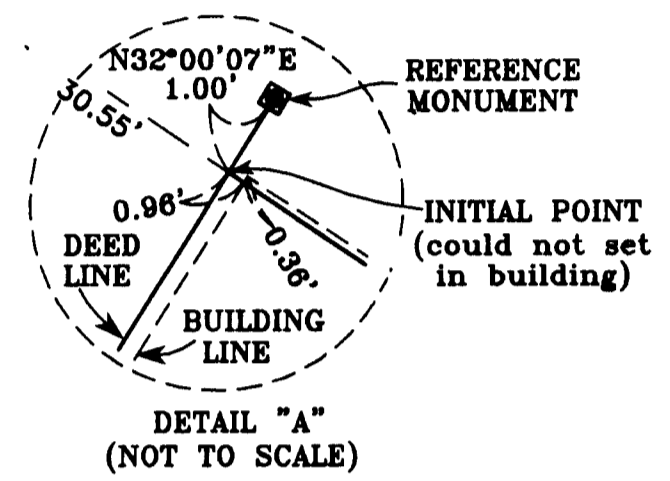 N32°00'07"E
1.00'
30.55'
REFERENCE
MONUMENT
0.96'
0.36'
INITIAL POINT
(could not set
in building)
DEED
LINE
BUILDING
LINE
DETAIL "A"
(NOT TO SCALE)